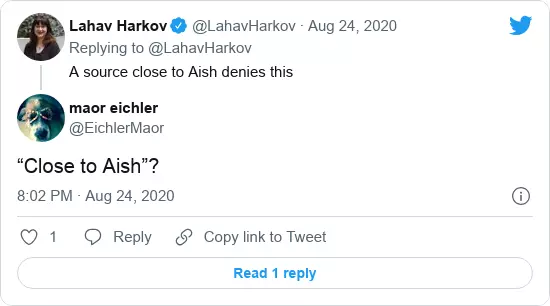 Lahav Harkov @LahavHarkov · Aug 24, 2020
Replying to @LahavHarkov
A source close to Aish denies this
maor eichler
@EichlerMaor
“Close to Aish”?
8:02 PM · Aug 24, 2020
1 Reply Copy link to Tweet
Read 1 reply